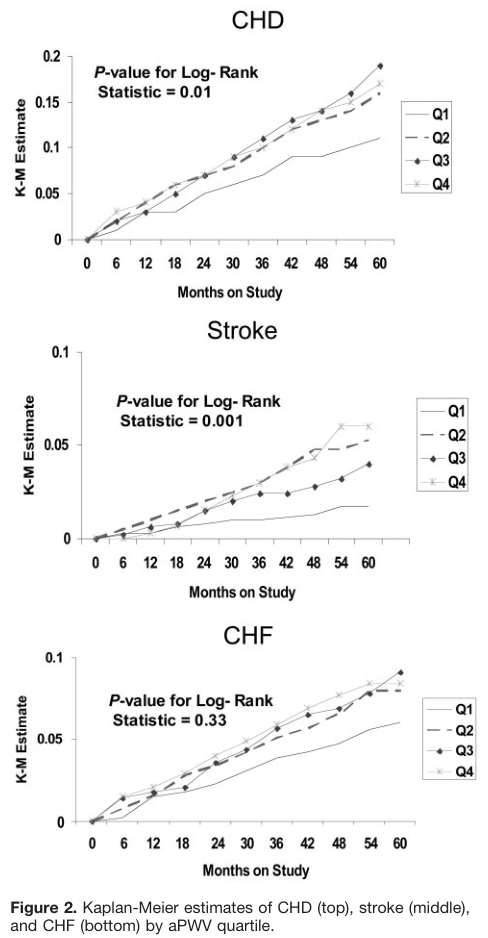 CHD
0.2
P-value for Log- Rank
Statistic = 0.01
0.15
0.1
0.05
0
K-M Estimate
0 6 12 18 24 30 36 42 48 54 60
Months on Study
Q1
Q2
Q3
Q4
Stroke
0.1
P-value for Log- Rank
Statistic = 0.001
0.05
0
K-M Estimate
0 6 12 18 24 30 36 42 48 54 60
Months on Study
Q1
Q2
Q3
Q4
CHF
0.1
P-value for Log- Rank
Statistic = 0.33
0.05
0
K-M Estimate
0 6 12 18 24 30 36 42 48 54 60
Months on Study
Q1
Q2
Q3
Q4
Figure 2. Kaplan-Meier estimates of CHD (top), stroke (middle),
and CHF (bottom) by aPWV quartile.